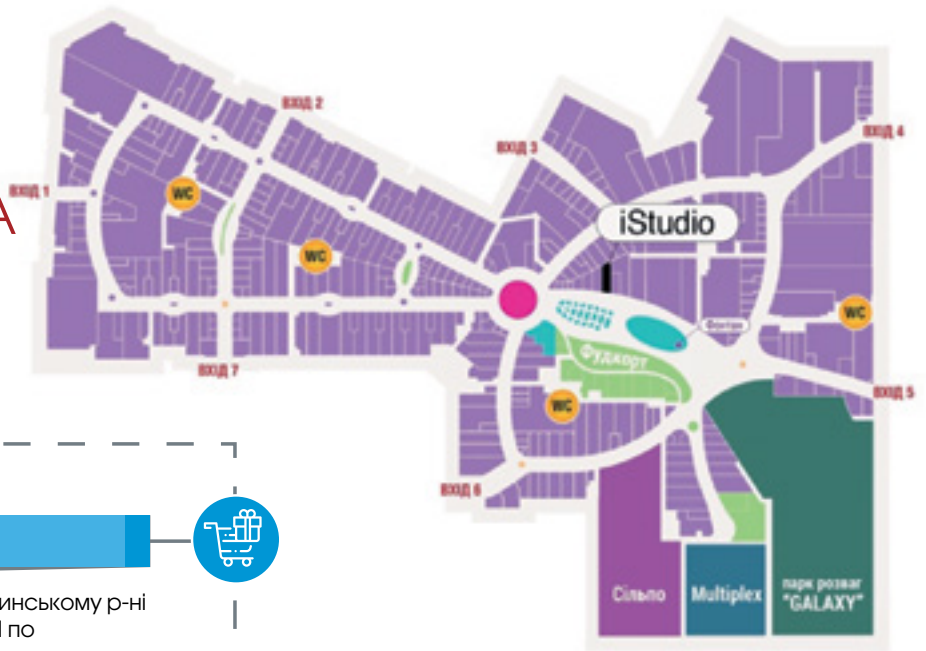 ВХІД 2
ВХІД 3
ВХІД 4
ВХІД 1
WC
А
iStudio
WC
WC
Фонтан
Фудкорт
ВХІД 7
ВХІД 5
WC
ВХІД 6
Сільпо
Multiplex
парк розваг
"GALAXY"
инському р-ні
по